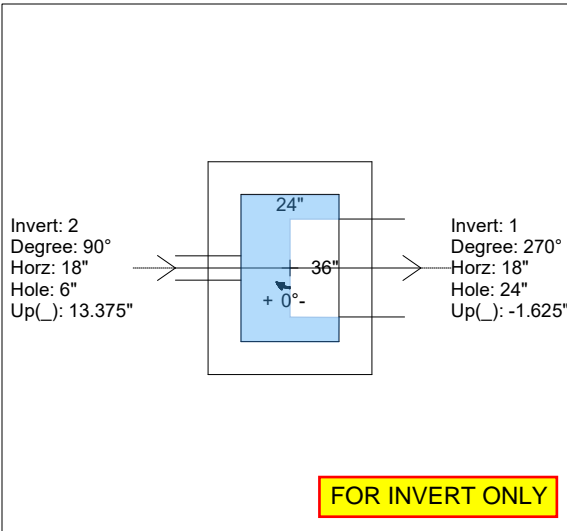 24"
Invert: 2
Degree: 90°
Horz: 18"
Hole: 6"
Up(_): 13.375"
36"
+ 0°-
Invert: 1
Degree: 270°
Horz: 18"
Hole: 24"
Up(_): -1.625"
FOR INVERT ONLY